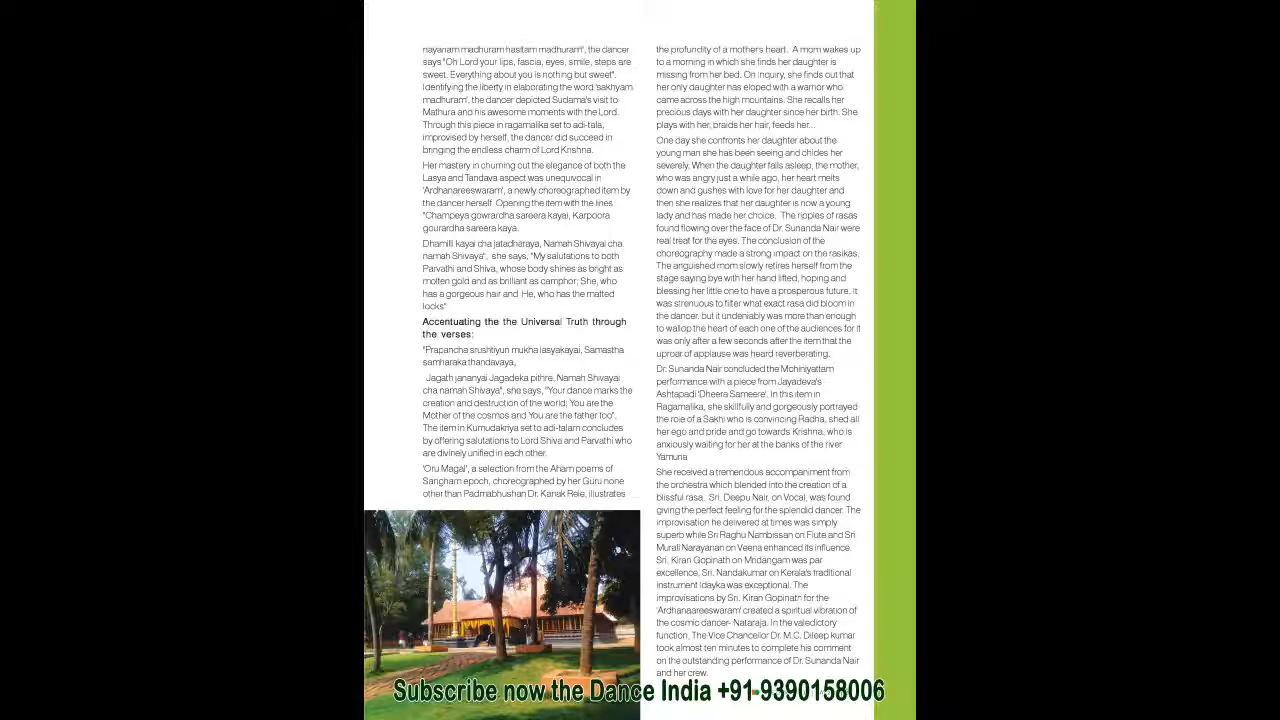 nayanam madhuram hasitam madhuram", the dancer
says "Oh Lord your lips, fascia, eyes, smile, steps are
sweet. Everything about you is nothing but sweet".
Identifying the liberty in elaborating the word 'sakhyam
madhuram', the dancer depicted Sudama's visit to
Mathura and his awesome moments with the Lord.
Through this piece in ragamalika set to adi-tala,
improvised by herself, the dancer did succeed in
bringing the endless charm of Lord Krishna.
Her mastery in churning out the elegance of both the
Lasya and Tandava aspect was unequivocal in
'Ardhanareeswaram', a newly choreographed item by
the dancer herself. Opening the item with the lines
"Champeya gowrardha sareera kayai, Karpoora
gourardha sareera kaya.
Dhamilli kayai cha jatadharaya, Namah Shivayai cha
namah Shivaya", she says, "My salutations to both
Parvathi and Shiva, whose body shines as bright as
molten gold and as brilliant as camphor; She, who
has a gorgeous hair and He, who has the matted
locks"
Accentuating the the Universal Truth through
the verses:
"Prapancha srushtiyun mukha lasyakayai, Samastha
samharaka thandavaya,
Jagath jananyai Jagadeka pithre, Namah Shivayai
cha namah Shivaya", she says, "Your dance marks the
creation and destruction of the world; You are the
Mother of the cosmos and You are the father too".
The item in Kumudakriya set to adi-talam concludes
by offering salutations to Lord Shiva and Parvathi who
are divinely unified in each other.
'Oru Magal', a selection from the Aham poems of
Sangham epoch, choreographed by her Guru none
other than Padmabhushan Dr. Kanak Rele, illustrates
the profundity of a mother's heart. A mom wakes up
to a morning in which she finds her daughter is
missing from her bed. On inquiry, she finds out that
her only daughter has eloped with a warrior who
came across the high mountains. She recalls her
precious days with her daughter since her birth. She
plays with her, braids her hair, feeds her...
One day she confronts her daughter about the
young man she has been seeing and chides her
severely. When the daughter falls asleep, the mother,
who was angry just a while ago, her heart melts
down and gushes with love for her daughter and
then she realizes that her daughter is now a young
lady and has made her choice. The ripples of rasas
found flowing over the face of Dr. Sunanda Nair were
real treat for the eyes. The conclusion of the
choreography made a strong impact on the rasikas.
The anguished mom slowly retires herself from the
stage saying bye with her hand lifted, hoping and
blessing her little one to have a prosperous future. It
was strenuous to filter what exact rasa did bloom in
the dancer, but it undeniably was more than enough
to wallop the heart of each one of the audiences for it
was only after a few seconds after the item that the
uproar of applause was heard reverberating.
Dr. Sunanda Nair concluded the Mohiniyattam
performance with a piece from Jayadeva's
Ashtapadi 'Dheera Sameere'. In this item in
Ragamalika, she skillfully and gorgeously portrayed
the role of a Sakhi who is convincing Radha, shed all
her ego and pride and go towards Krishna, who is
anxiously waiting for her at the banks of the river
Yamuna
She received a tremendous accompaniment from
the orchestra which blended into the creation of a
blissful rasa. Sri. Deepu Nair, on Vocal, was found
giving the perfect feeling for the splendid dancer. The
improvisation he delivered at times was simply
superb while Sri Raghu Nambissan on Flute and Sri
Murali Narayanan on Veena enhanced its influence.
Sri. Kiran Gopinath on Mridangam was par
excellence, Sri. Nandakumar on Kerala's traditional
instrument Idayka was exceptional. The
improvisations by Sri. Kiran Gopinath for the
'Ardhanaareeswaram' created a spiritual vibration of
the cosmic dancer- Nataraja. In the valedictory
function, The Vice Chancellor Dr. M.C. Dileep kumar
took almost ten minutes to complete his comment
on the outstanding performance of Dr. Sunanda Nair
and her crew.
Subscribe now the Dance India +91-9390158006